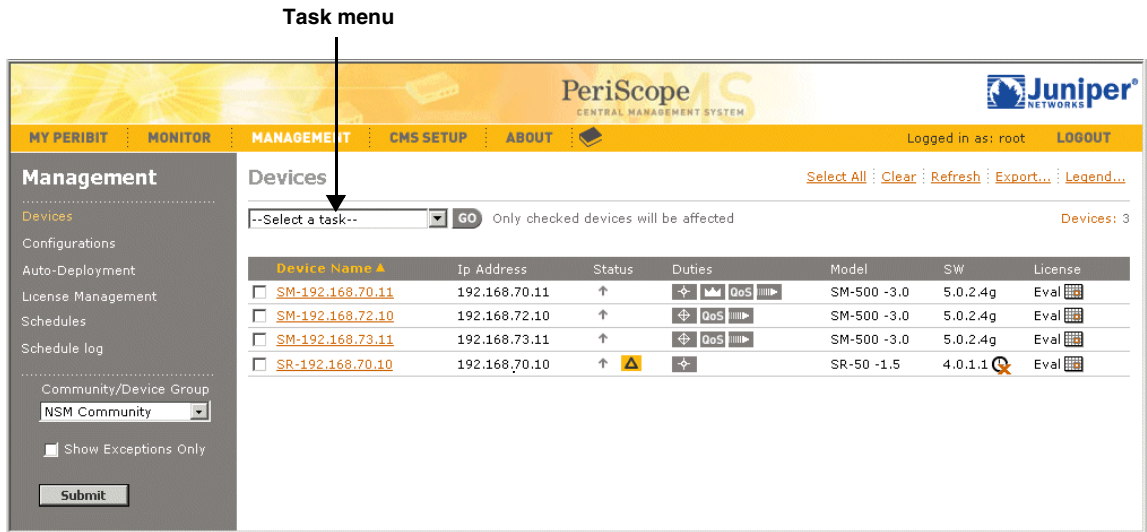 Task menu
PeriScope
CENTRAL MANAGEMENT SYSTEM
CMS
Juniper®
NETWORKS
MY PERIBIT MONITOR MANAGEMENT CMS SETUP ABOUT Logged in as: root LOGOUT
Management
Devices
Configurations
Auto-Deployment
License Management
Schedules
Schedule log
Community/Device Group
NSM Community
Show Exceptions Only
Submit
Devices
Select All Clear Refresh Export... Legend...
--Select a task-- GO Only checked devices will be affected Devices: 3
Device Name Ip Address Status Duties Model SW License
SM-192.168.70.11 192.168.70.11 QoS SM-500 -3.0 5.0.2.4g Eval
SM-192.168.72.10 192.168.72.10 QoS SM-500 -3.0 5.0.2.4g Eval
SM-192.168.73.11 192.168.73.11 QoS SM-500 -3.0 5.0.2.4g Eval
SR-192.168.70.10 192.168.70.10 SR-50 -1.5 4.0.1.1 Eval